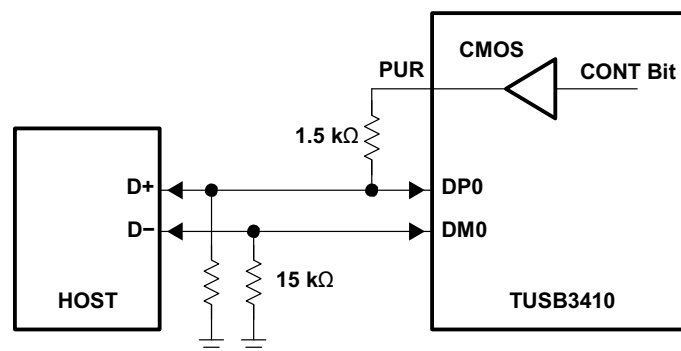 CMOS
PUR
CONT Bit
1.5 kΩ
D+
DP0
D−
DM0
15 kΩ
HOST
TUSB3410